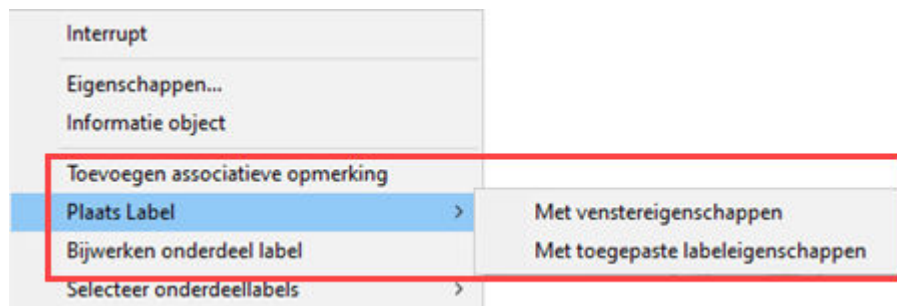 Interrupt
Eigenschappen...
Informatie object
Toevoegen associatieve opmerking
Plaats Label >
Met venstereigenschappen
Bijwerken onderdeel label
Met toegepaste labeleigenschappen
Selecteer onderdeellabels >